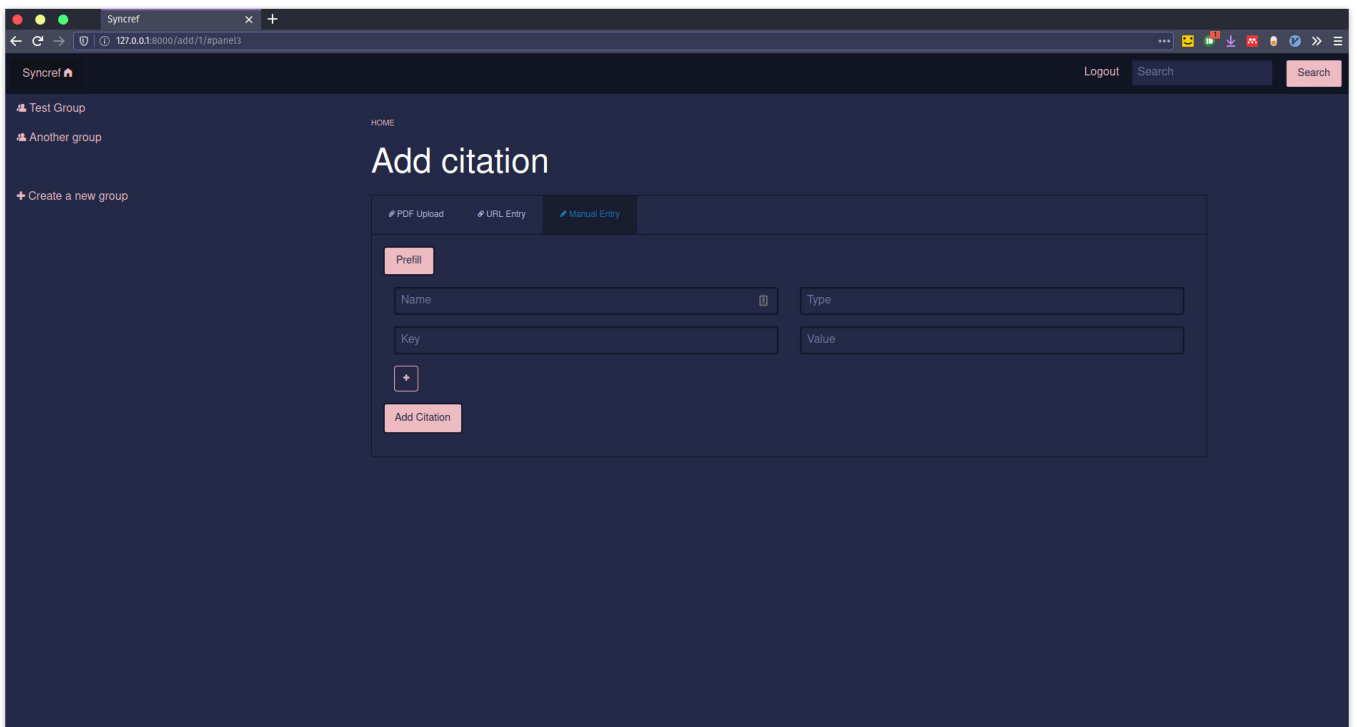 Syncref
127.0.0.1:8000/add/1/#panel3
1
Syncref
Logout
Search
Search
Test Group
Another group
Create a new group
HOME
Add citation
PDF Upload
URL Entry
Manual Entry
Prefill
Name
Type
Key
Value
+
Add Citation